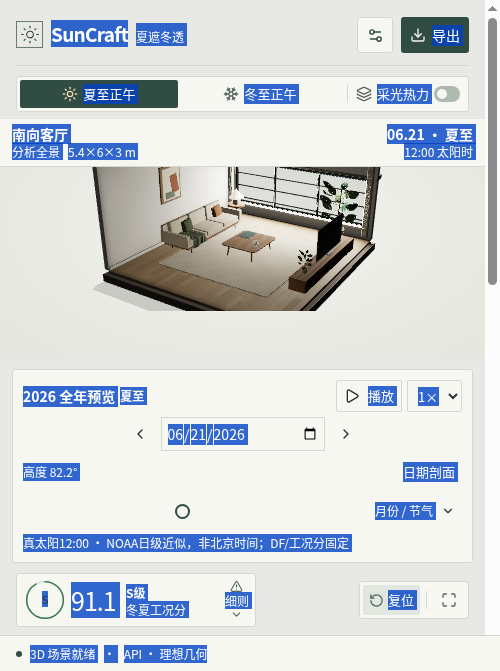 SunCraft 夏遮冬透
导出
夏至正午 冬至正午 采光热力
南向客厅 06.21 · 夏至
分析全景 5.4×6×3 m 12:00 太阳时
2026 全年预览 夏至 播放 1×
06/21/2026
高度 82.2° 日期剖面
月份 / 节气
真太阳12:00 · NOAA日级近似，非北京时间；DF/工况分固定
S 91.1 S级 冬夏工况分 细则 复位
3D 场景就绪 · API · 理想几何